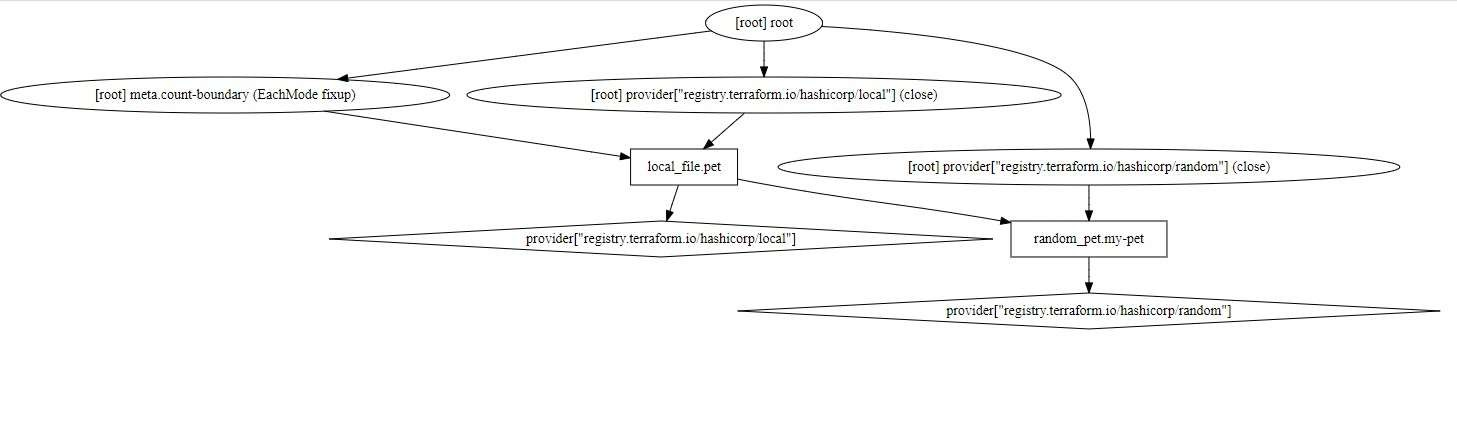 [root] root
[root] meta.count-boundary (EachMode fixup)
[root] provider["registry.terraform.io/hashicorp/local"] (close)
local_file.pet
[root] provider["registry.terraform.io/hashicorp/random"] (close)
provider["registry.terraform.io/hashicorp/local"]
random_pet.my-pet
provider["registry.terraform.io/hashicorp/random"]